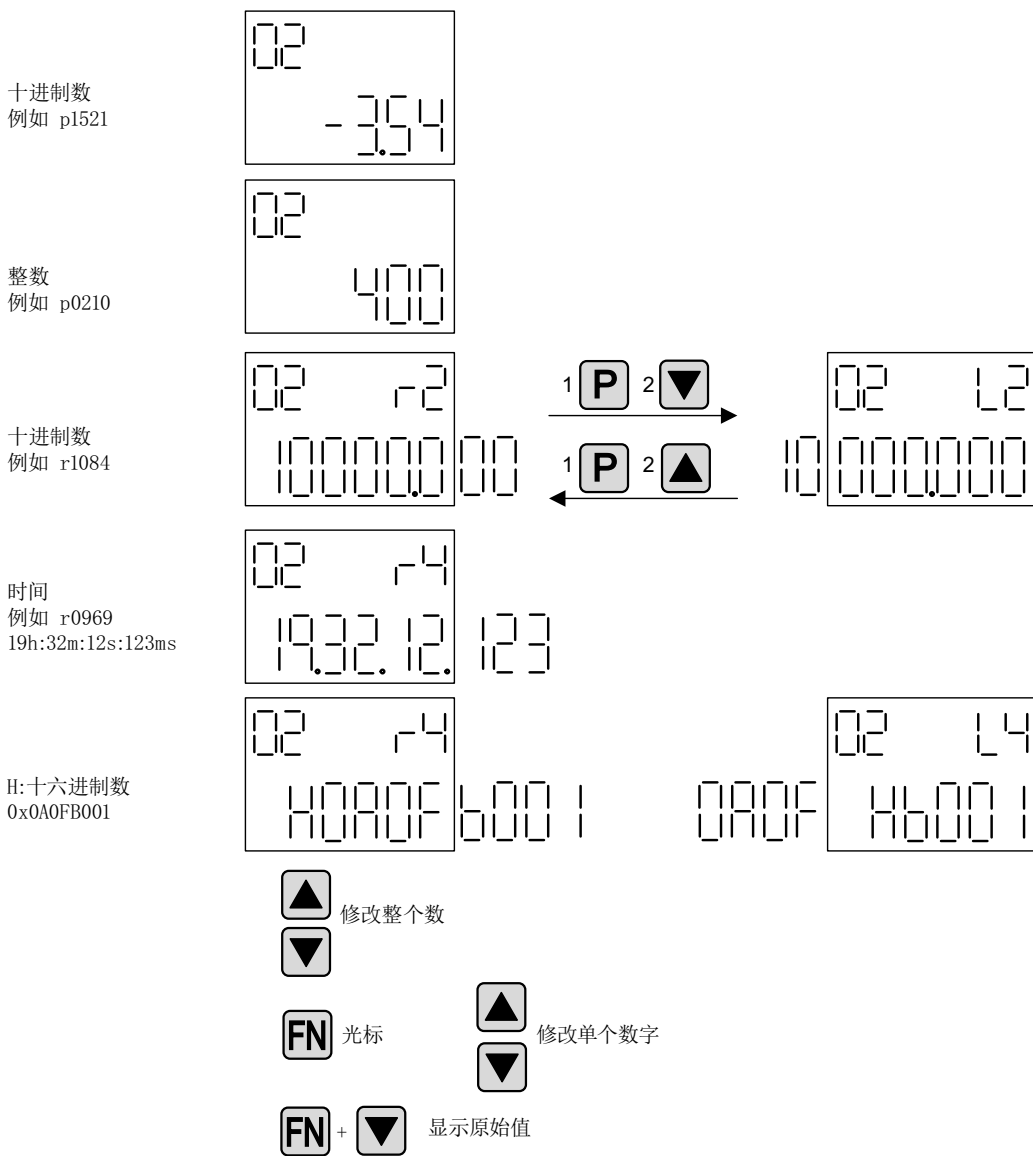 02
十进制数
例如 p1521
-3.54
02
整数
例如 p0210
400
02 r2
十进制数
例如 r1084
10000.0 00
1 P 2
1 P 2
02 L2
10 000.000
02 r4
时间
例如 r0969
19h:32m:12s:123ms
19.32.12. 123
02 r4
H:十六进制数
0x0A0FB001
H0A0F b001
02 L4
0A0F Hb001
修改整个数
FN 光标
修改单个数字
FN + 显示原始值